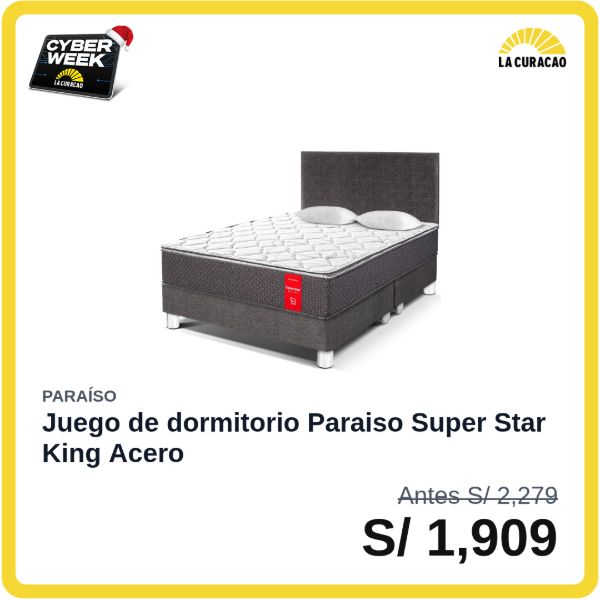 CYBER
WEEK
LA CURACAO
LA CURACAO
PARAÍSO
Juego de dormitorio Paraiso Super Star
King Acero
Antes S/ 2,279
S/ 1,909